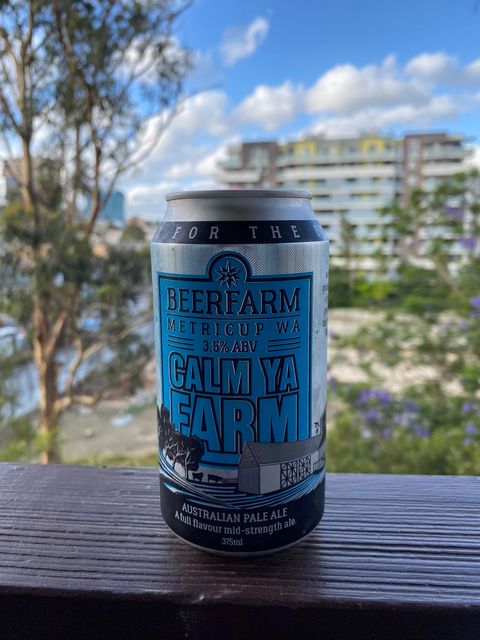 FOR THE
BEERFARM
METRICUP WA
3.5% ABV
CALM YA
FARM
AUSTRALIAN PALE ALE
A full flavour mid-strength ale.
375ml